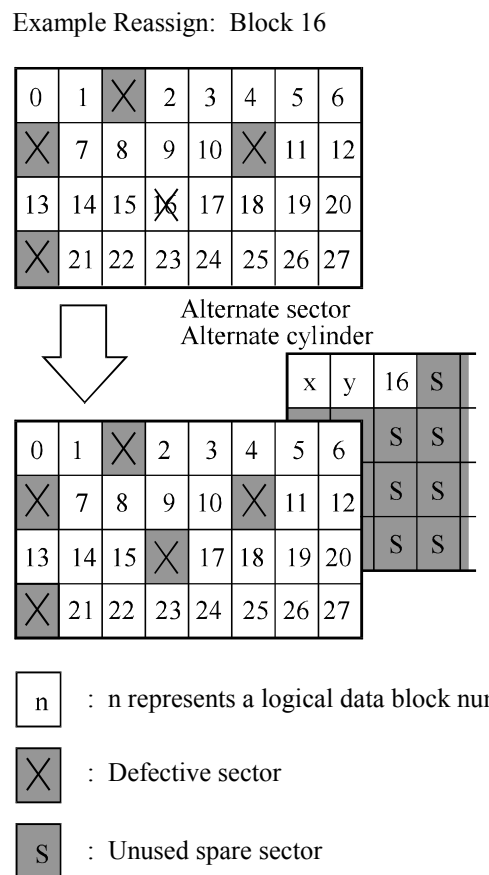 Example Reassign: Block 16
0 1 X 2 3 4 5 6
X 7 8 9 10 X 11 12
13 14 15 16 17 18 19 20
X 21 22 23 24 25 26 27
Alternate sector
Alternate cylinder
x y 16 S
S S
S S
S S
0 1 X 2 3 4 5 6
X 7 8 9 10 X 11 12
13 14 15 X 17 18 19 20
X 21 22 23 24 25 26 27
n : n represents a logical data block
X : Defective sector
S : Unused spare sector